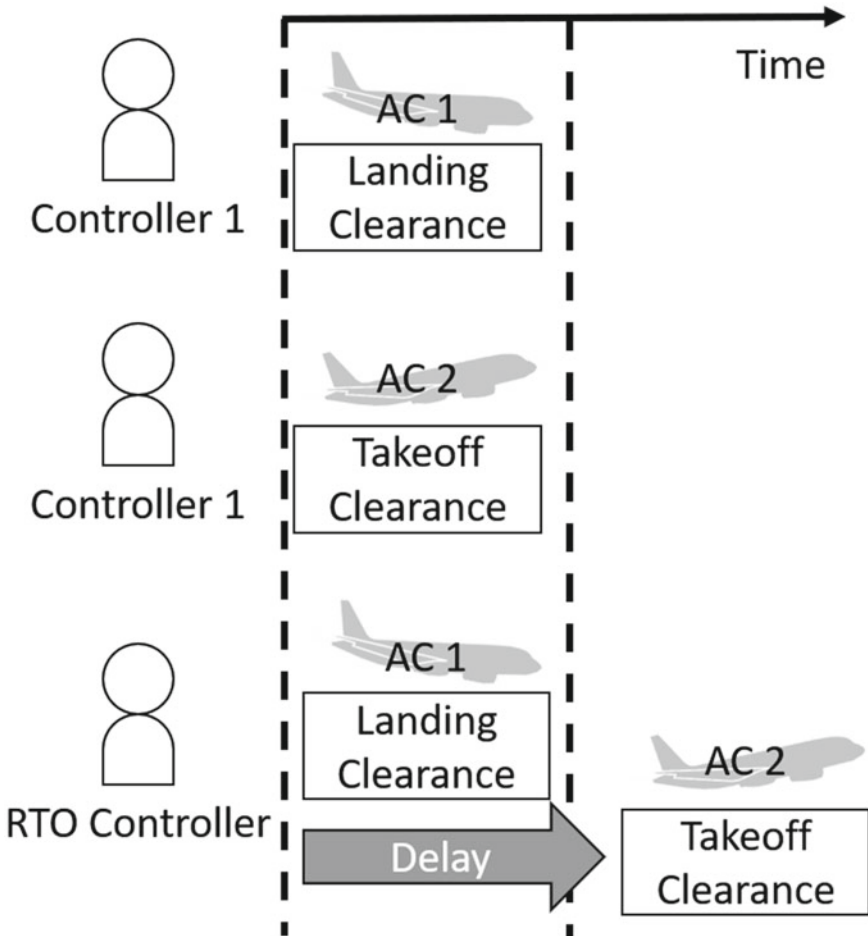 Time
AC 1
Landing
Clearance
Controller 1
AC 2
Takeoff
Clearance
Controller 1
AC 1
Landing
Clearance
RTO Controller
Delay
AC 2
Takeoff
Clearance